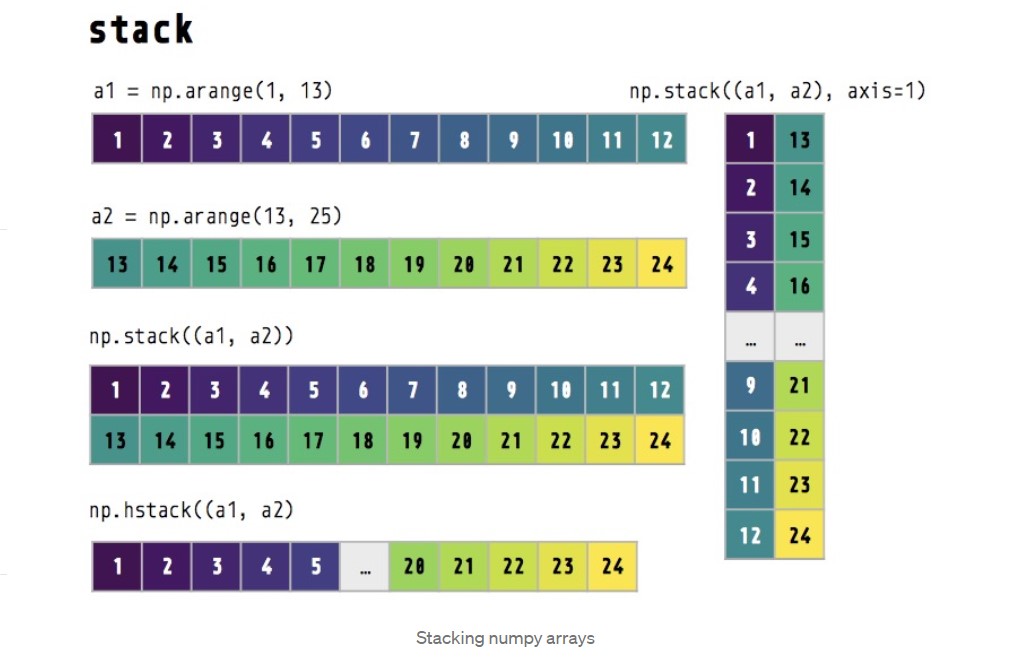 stack
a1 = np.arange(1, 13)
1 2 3 4 5 6 7 8 9 10 11 12
a2 = np.arange(13, 25)
13 14 15 16 17 18 19 20 21 22 23 24
np.stack((a1, a2))
1 2 3 4 5 6 7 8 9 10 11 12
13 14 15 16 17 18 19 20 21 22 23 24
np.hstack((a1, a2)
1 2 3 4 5 … 20 21 22 23 24
np.stack((a1, a2), axis=1)
1 13
2 14
3 15
4 16
… …
9 21
10 22
11 23
12 24
Stacking numpy arrays